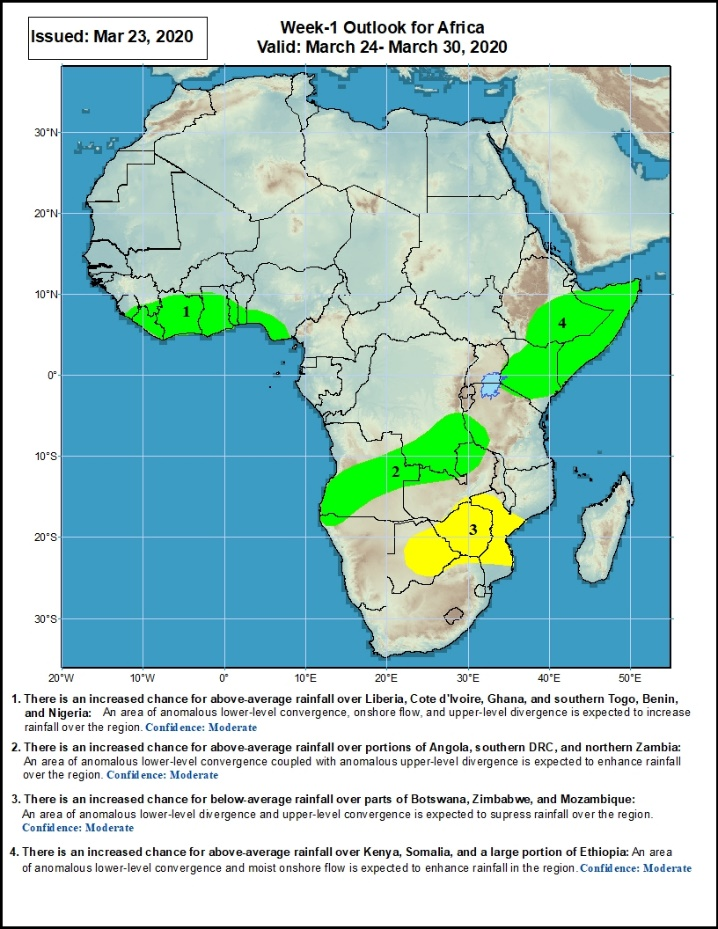 Issued: Mar 23, 2020
Week-1 Outlook for Africa
Valid: March 24- March 30, 2020
30°N
20°N
10°N
0°
10°S
20°S
30°S
1
4
2
3
20°W
10°W
0°
10°E
20°E
30°E
40°E
50°E
1. There is an increased chance for above-average rainfall over Liberia, Cote d'Ivoire, Ghana, and southern Togo, Benin,
and Nigeria: An area of anomalous lower-level convergence, onshore flow, and upper-level divergence is expected to increase
rainfall over the region. Confidence: Moderate
2. There is an increased chance for above-average rainfall over portions of Angola, southern DRC, and northern Zambia:
An area of anomalous lower-level convergence coupled with anomalous upper-level divergence is expected to enhance rainfall
over the region. Confidence: Moderate
3. There is an increased chance for below-average rainfall over parts of Botswana, Zimbabwe, and Mozambique:
An area of anomalous lower-level divergence and upper-level convergence is expected to supress rainfall over the region.
Confidence: Moderate
4. There is an increased chance for above-average rainfall over Kenya, Somalia, and a large portion of Ethiopia: An area
of anomalous lower-level convergence and moist onshore flow is expected to enhance rainfall in the region. Confidence: Moderate